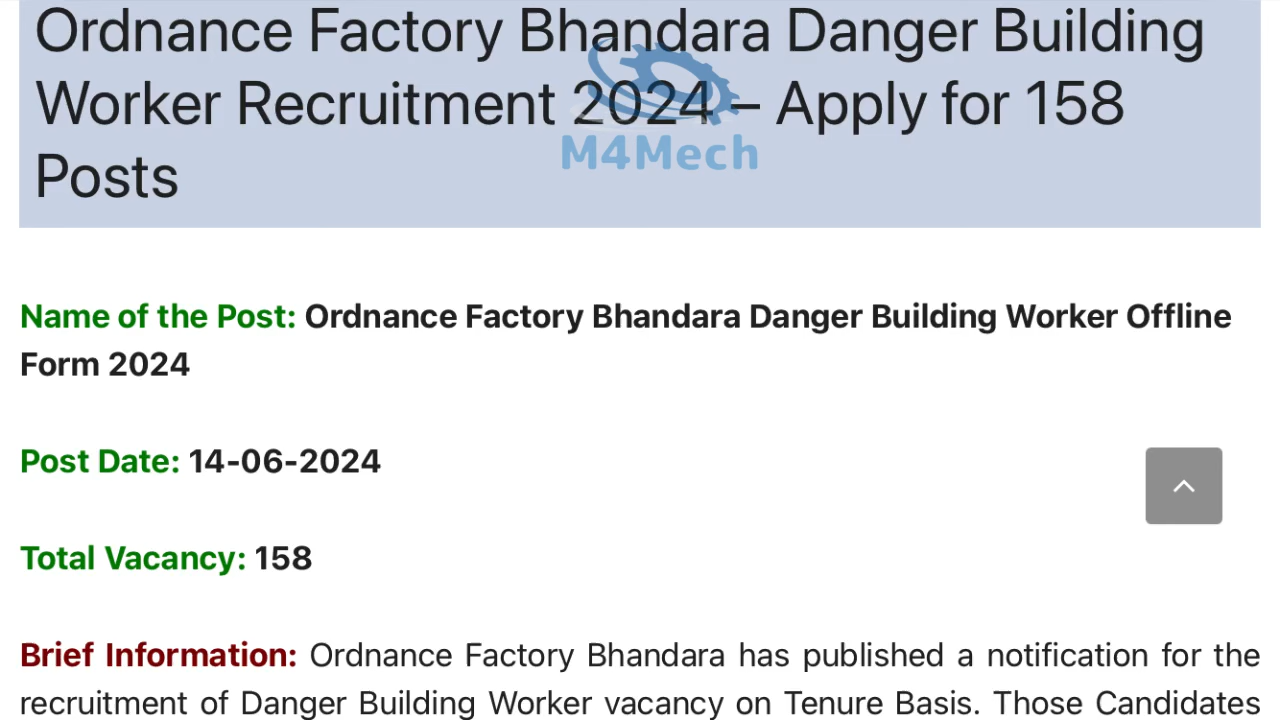 Ordnance Factory Bhandara Danger Building
Worker Recruitment 2024 – Apply for 158
Posts
M4Mech
Name of the Post: Ordnance Factory Bhandara Danger Building Worker Offline
Form 2024
Post Date: 14-06-2024
Total Vacancy: 158
Brief Information: Ordnance Factory Bhandara has published a notification for the
recruitment of Danger Building Worker vacancy on Tenure Basis. Those Candidates